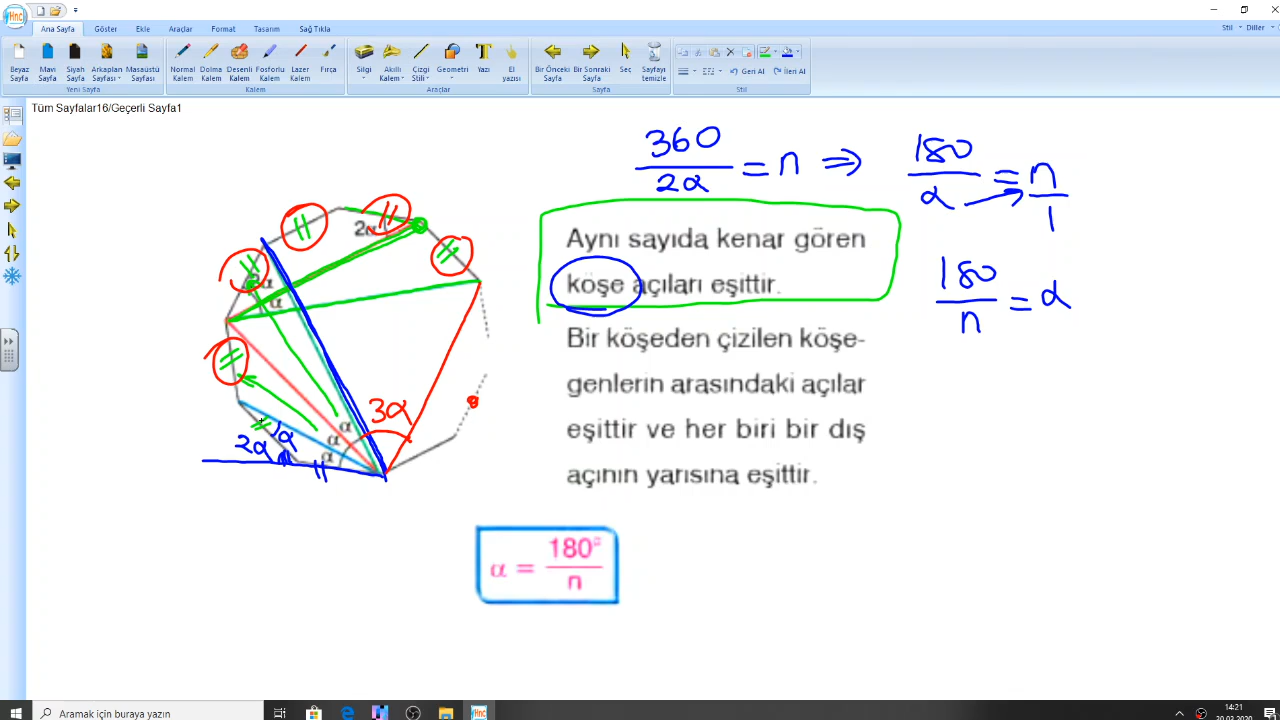 Stil Diller
Ana Sayfa Göster Ekle Araçlar Format Tasarım Sağ Tıkla
Beyaz Sayfa Mavi Sayfa Siyah Sayfa Arkaplan Sayfası Masaüstü Sayfası
Normal Kalem Dolma Kalem Desenli Kalem Fosforlu Kalem Lazer Kalem Fırça
Silgi Akıllı Kalem Çizgi Stili Geometri Yazı El yazısı
Bir Önceki Sayfa Bir Sonraki Sayfa Seç Sayfayı temizle
Geri Al İleri Al
Yeni Sayfa Kalem Araçlar Sayfa Stil
Tüm Sayfalar16/Geçerli Sayfa1
360/2α = n ⇒ 180/α = n/1
180/n = α
Aynı sayıda kenar gören
köşe açıları eşittir.
Bir köşeden çizilen köşe-
genlerin arasındaki açılar
eşittir ve her biri bir dış
açının yarısına eşittir.
α = 180°/n
2α
α
α
3α
α
α
α
2α
α
Aramak için buraya yazın
14:21
20.03.2020